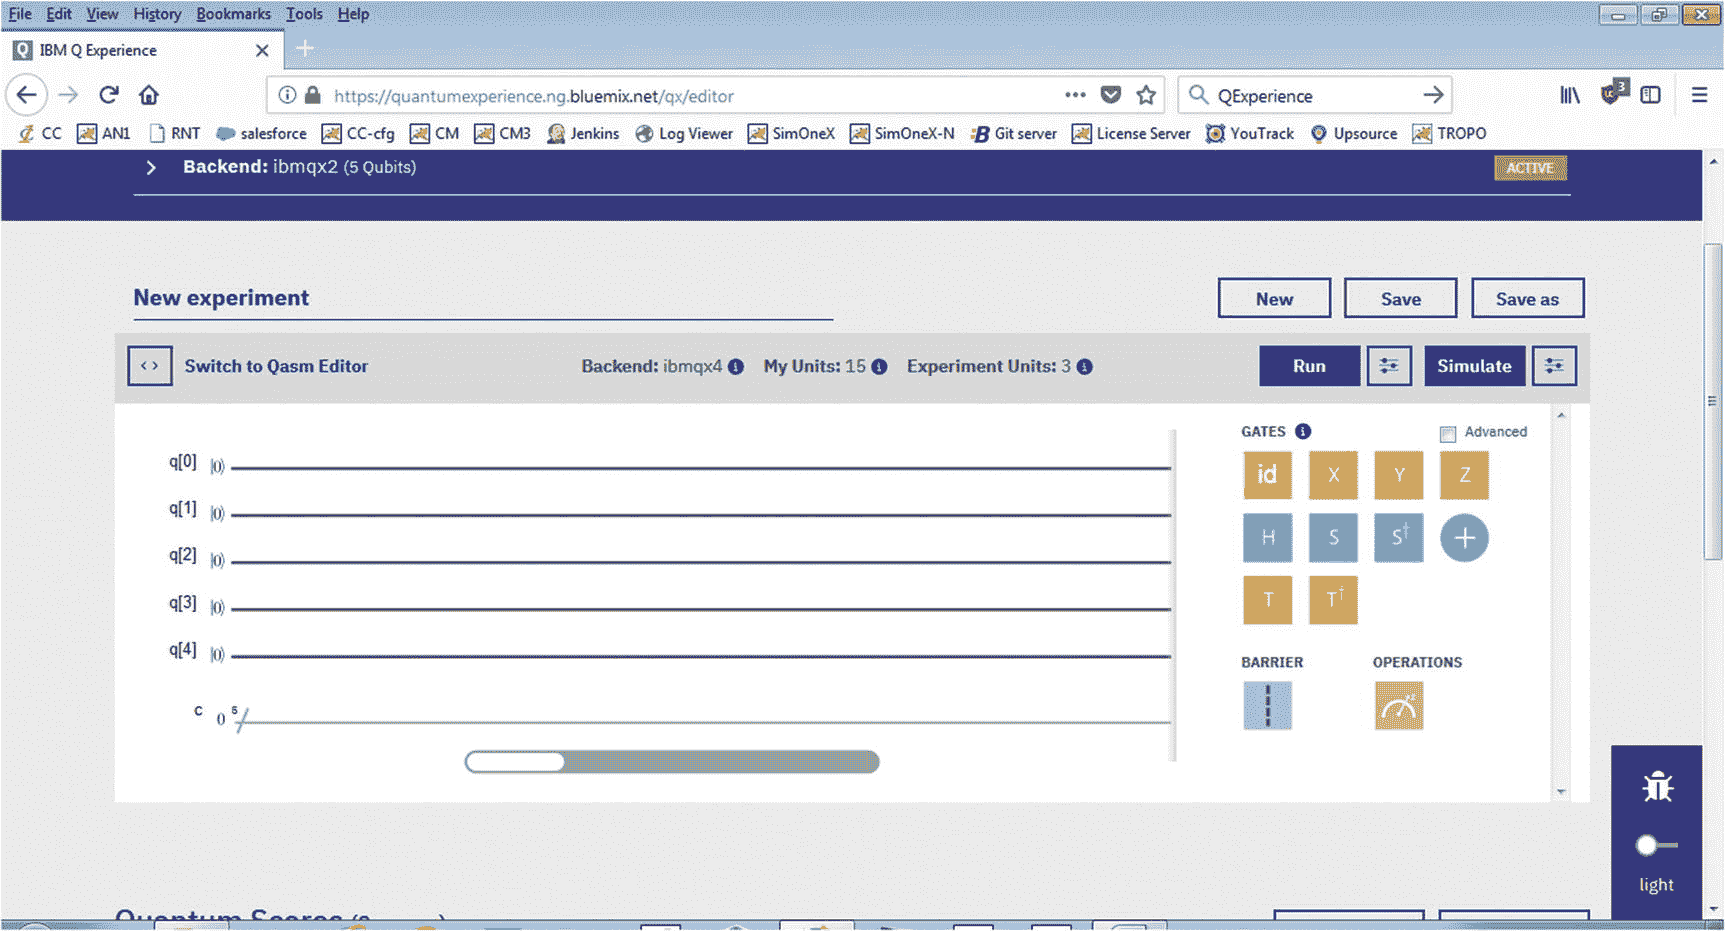 File Edit View History Bookmarks Tools Help
Q IBM Q Experience
https://quantumexperience.ng.bluemix.net/qx/editor
QExperience
3
CC AN1 RNT salesforce CC-cfg CM CM3 Jenkins Log Viewer SimOneX SimOneX-N Git server License Server YouTrack Upsource TROPO
Backend: ibmqx2 (5 Qubits)
ACTIVE
New experiment
New Save Save as
<> Switch to Qasm Editor Backend: ibmqx4 My Units: 15 Experiment Units: 3 Run Simulate
GATES Advanced
q[0] |0⟩
q[1] |0⟩
q[2] |0⟩
q[3] |0⟩
q[4] |0⟩
c 0 5
id X Y Z
H S S† +
T T†
BARRIER OPERATIONS
light
Quantum Scores